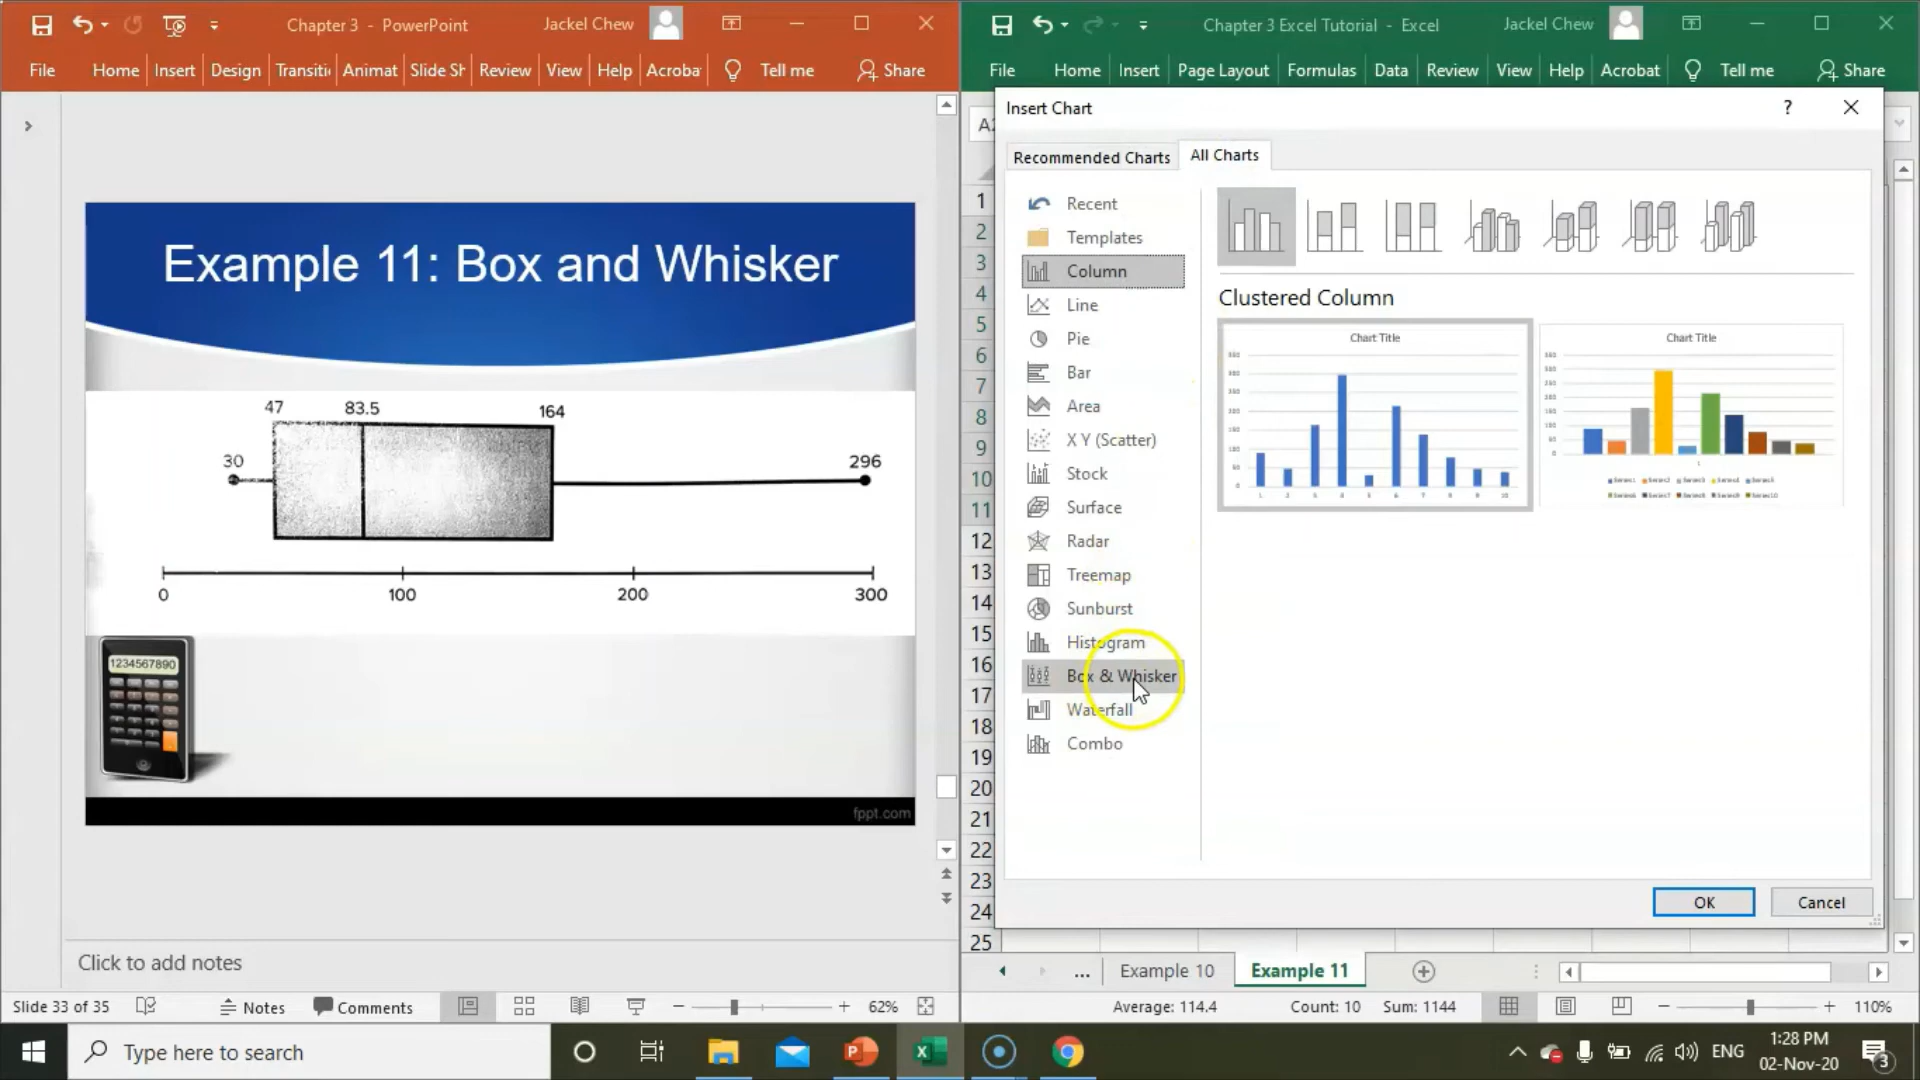 Chapter 3 - PowerPoint
Jackel Chew
File Home Insert Design Transiti Animat Slide Sh Review View Help Acroba Tell me Share
Example 11: Box and Whisker
47 83.5 164
30 296
0 100 200 300
1234567890
fppt.com
Click to add notes
Slide 33 of 35 Notes Comments 62%
Chapter 3 Excel Tutorial - Excel
Jackel Chew
File Home Insert Page Layout Formulas Data Review View Help Acrobat Tell me Share
Insert Chart ?
Recommended Charts All Charts
Recent
Templates
Column
Line
Pie
Bar
Area
X Y (Scatter)
Stock
Surface
Radar
Treemap
Sunburst
Histogram
Box & Whisker
Waterfall
Combo
Clustered Column
Chart Title
Chart Title
OK Cancel
1
2
3
4
5
6
7
8
9
10
11
12
13
14
15
16
17
18
19
20
21
22
23
24
25
... Example 10 Example 11
Average: 114.4 Count: 10 Sum: 1144 110%
Type here to search
ENG
1:28 PM
02-Nov-20
3